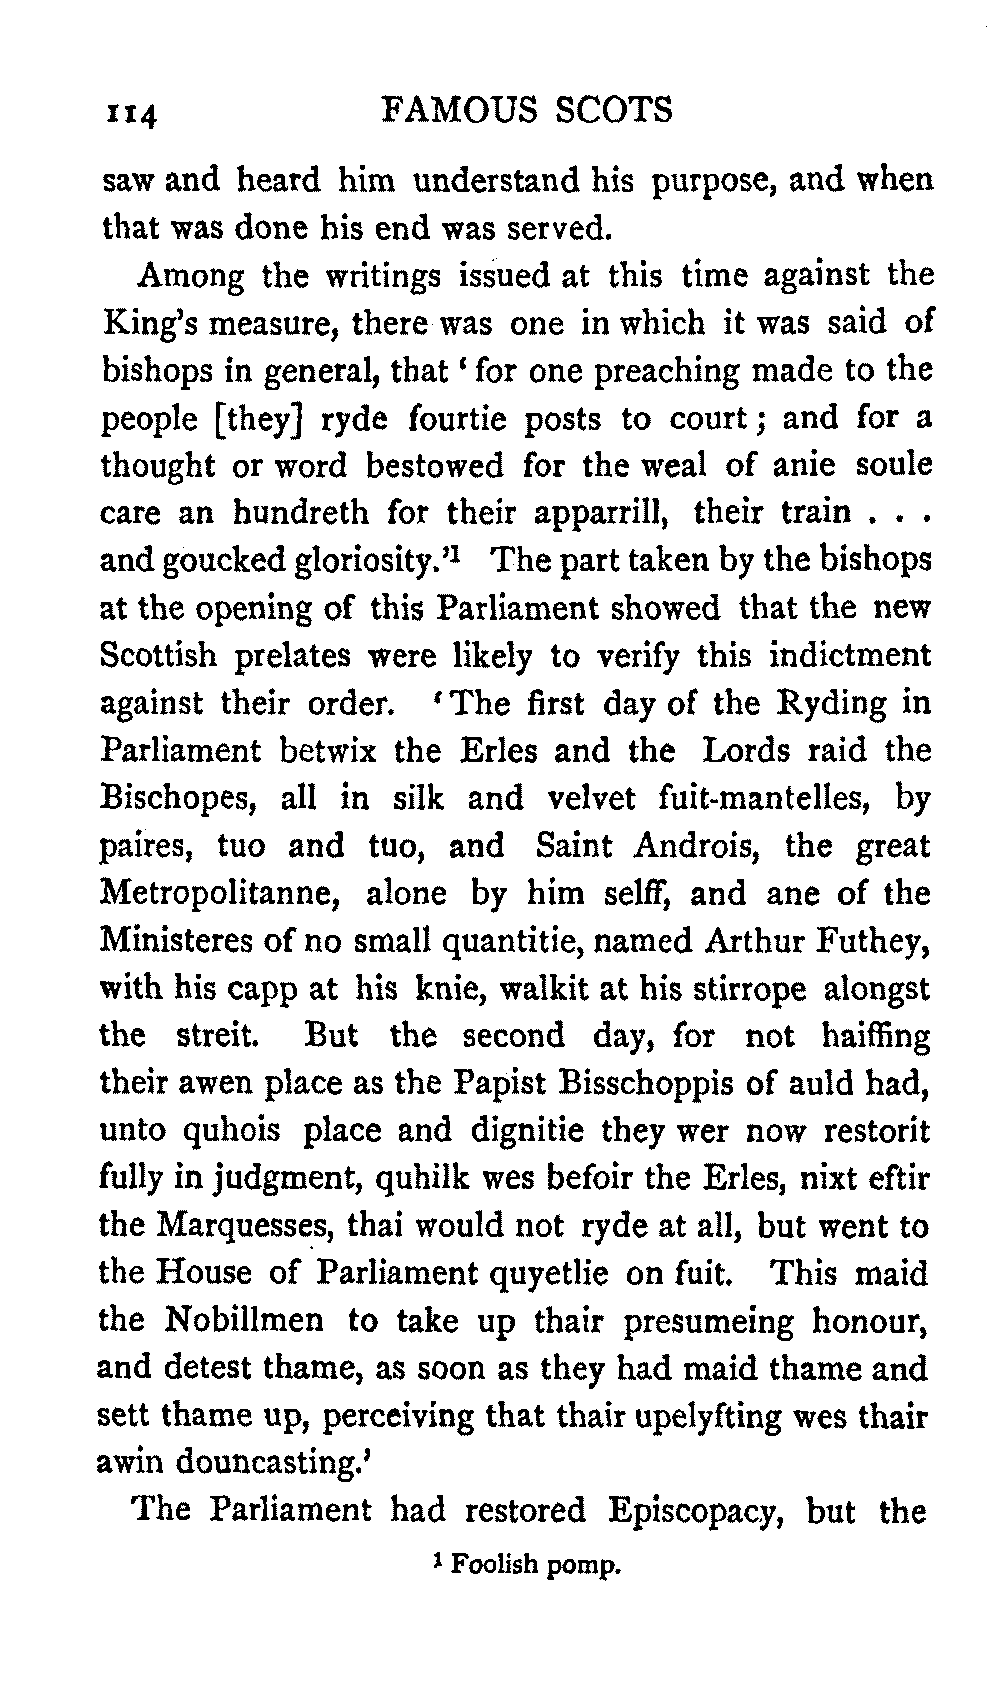 114 FAMOUS SCOTS
saw and heard him understand his purpose, and when
that was done his end was served.
Among the writings issued at this time against the
King's measure, there was one in which it was said of
bishops in general, that ‘ for one preaching made to the
people [they] ryde fourtie posts to court ; and for a
thought or word bestowed for the weal of anie soule
care an hundreth for their apparrill, their train . . .
and goucked gloriosity.’¹ The part taken by the bishops
at the opening of this Parliament showed that the new
Scottish prelates were likely to verify this indictment
against their order. ‘ The first day of the Ryding in
Parliament betwix the Erles and the Lords raid the
Bischopes, all in silk and velvet fuit-mantelles, by
paires, tuo and tuo, and Saint Androis, the great
Metropolitanne, alone by him selff, and ane of the
Ministeres of no small quantitie, named Arthur Futhey,
with his capp at his knie, walkit at his stirrope alongst
the streit. But the second day, for not haiffing
their awen place as the Papist Bisschoppis of auld had,
unto quhois place and dignitie they wer now restorit
fully in judgment, quhilk wes befoir the Erles, nixt eftir
the Marquesses, thai would not ryde at all, but went to
the House of Parliament quyetlie on fuit. This maid
the Nobillmen to take up thair presumeing honour,
and detest thame, as soon as they had maid thame and
sett thame up, perceiving that thair upelyfting wes thair
awin douncasting.’
The Parliament had restored Episcopacy, but the
¹ Foolish pomp.